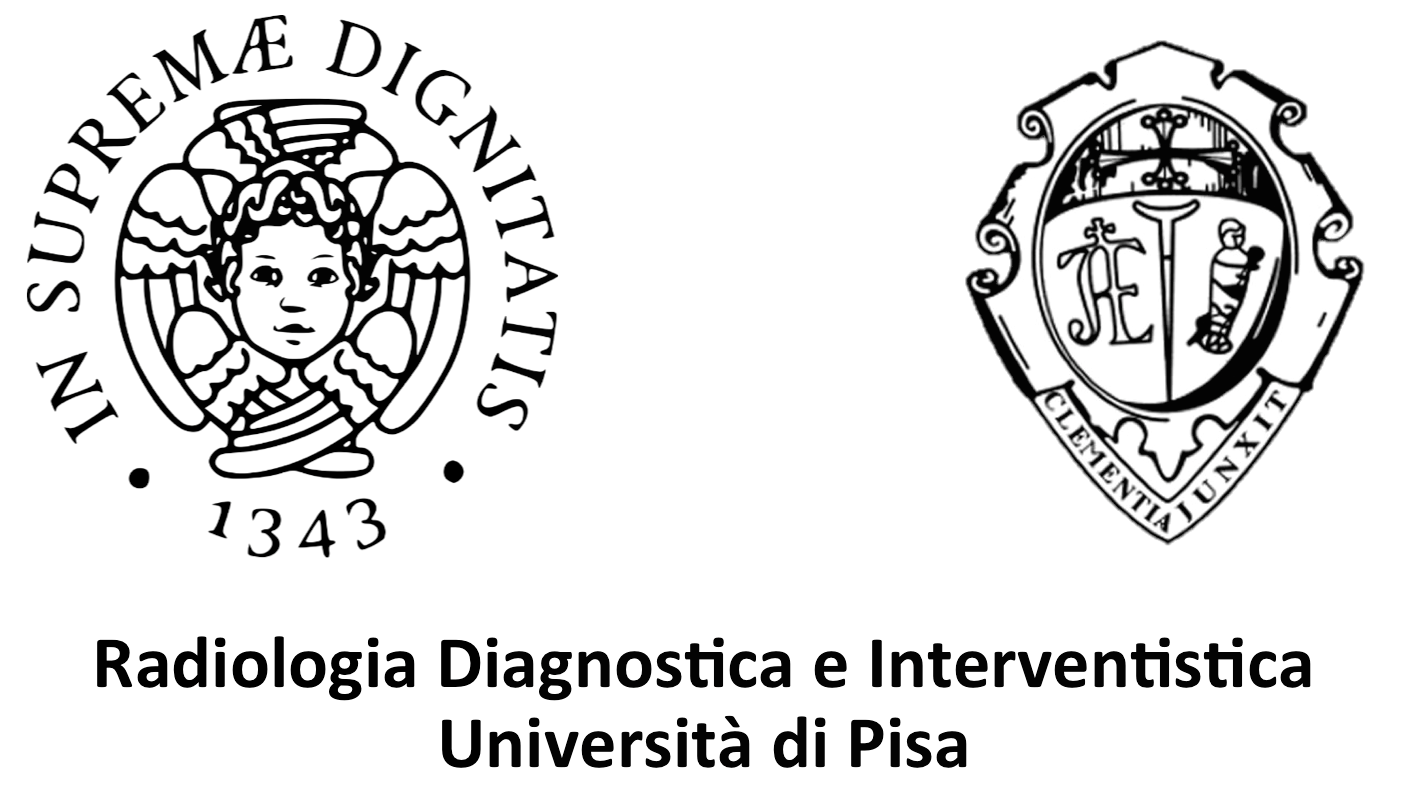 IN SUPREMÆ DIGNITATIS
1343
Æ
CLEMENTIA JUNXIT
Radiologia Diagnostica e Interventistica
Università di Pisa